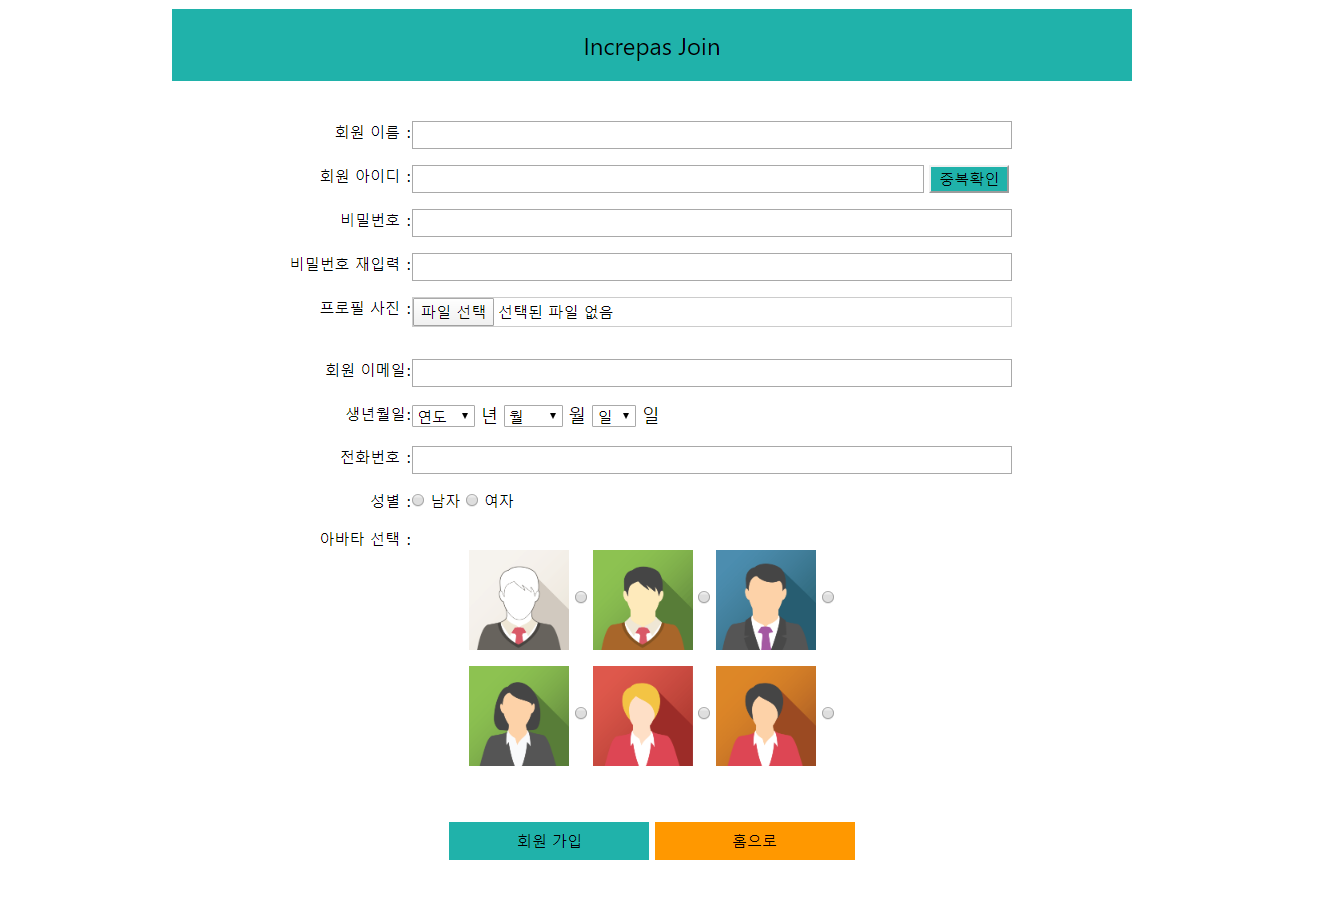 Increpas Join
회원 이름 :
회원 아이디 : 중복확인
비밀번호 :
비밀번호 재입력 :
프로필 사진 : 파일 선택 선택된 파일 없음
회원 이메일:
생년월일: 연도 년 월 월 일 일
전화번호 :
성별 : 남자 여자
아바타 선택 :
회원 가입 홈으로